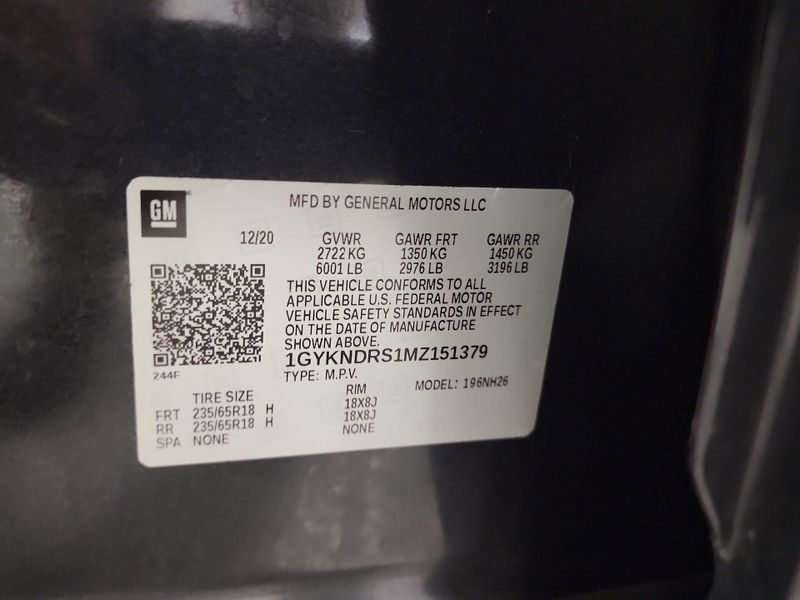 GM
MFD BY GENERAL MOTORS LLC
12/20 GVWR GAWR FRT GAWR RR
2722 KG 1350 KG 1450 KG
6001 LB 2976 LB 3196 LB
THIS VEHICLE CONFORMS TO ALL
APPLICABLE U.S. FEDERAL MOTOR
VEHICLE SAFETY STANDARDS IN EFFECT
ON THE DATE OF MANUFACTURE
SHOWN ABOVE.
1GYKNDRS1MZ151379
244F
TYPE: M.P.V. MODEL: 196NH26
TIRE SIZE RIM
FRT 235/65R18 H 18X8J
RR 235/65R18 H 18X8J
SPA NONE NONE